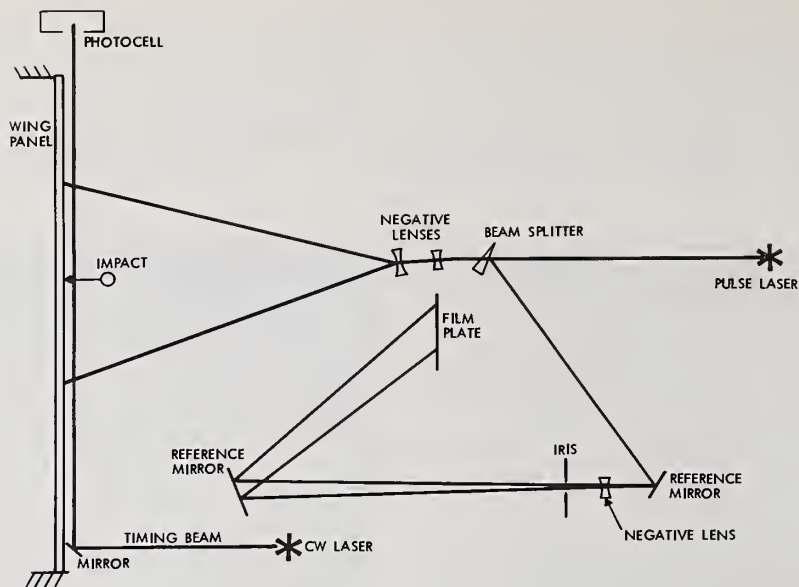 PHOTOCELL
WING
PANEL
NEGATIVE
LENSES
BEAM SPLITTER
IMPACT
PULSE LASER
FILM
PLATE
REFERENCE
MIRROR
IRIS
REFERENCE
MIRROR
NEGATIVE LENS
TIMING BEAM
CW LASER
MIRROR